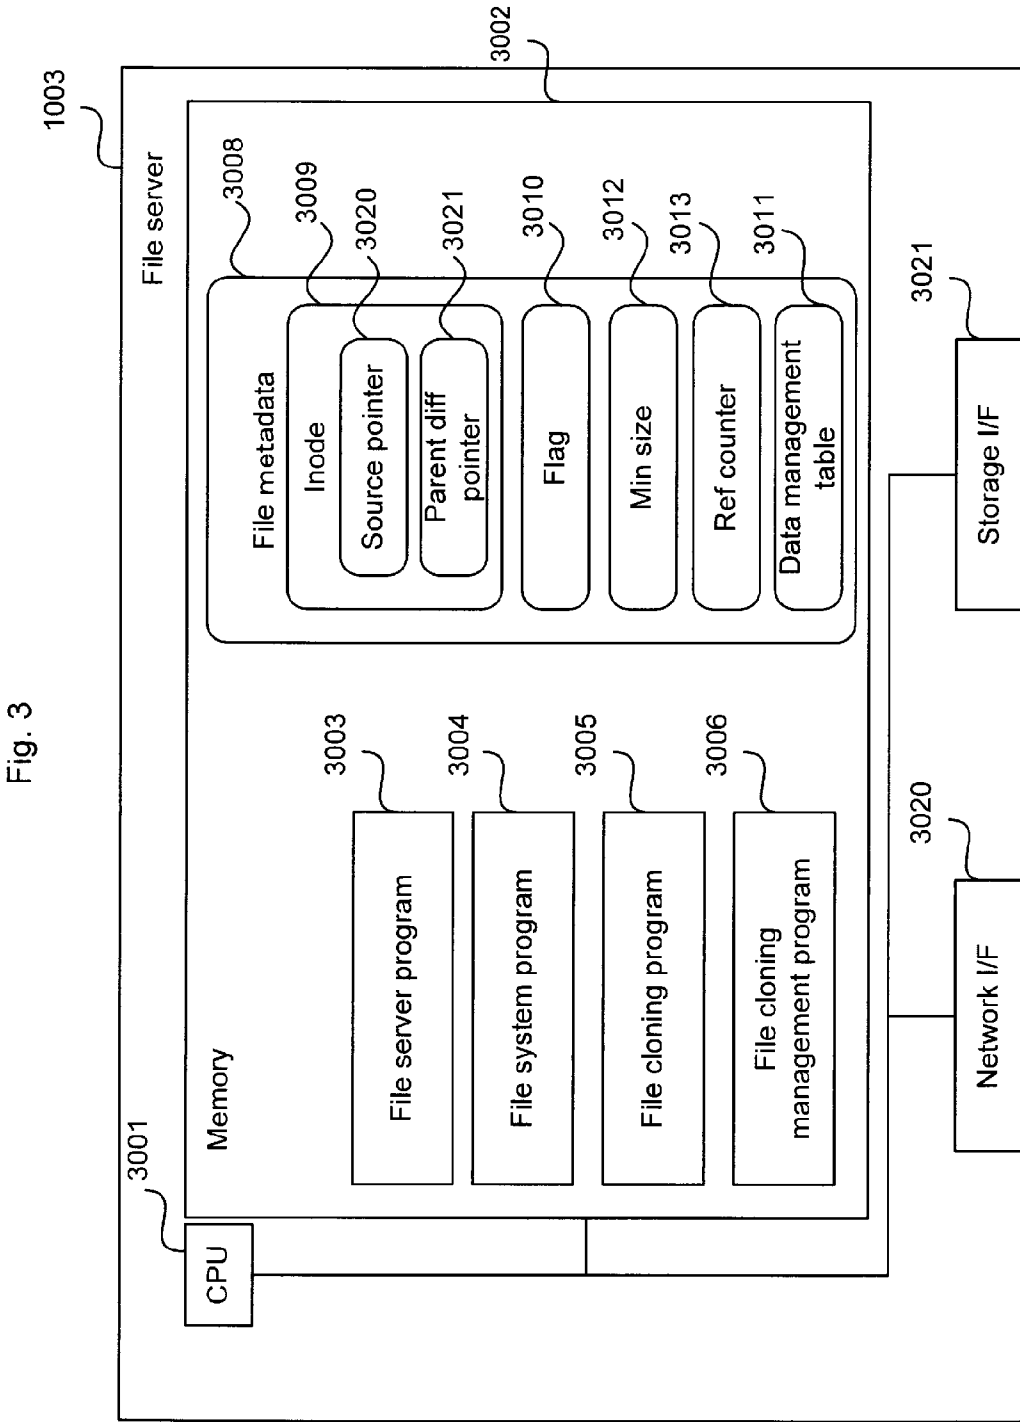 Fig. 3
1003
File server
3001
CPU
3002
Memory
3003
File server program
3004
File system program
3005
File cloning program
3006
File cloning
management program
3008
File metadata
3009
Inode
3020
Source pointer
3021
Parent diff
pointer
3010
Flag
3012
Min size
3013
Ref counter
3011
Data management
table
3020
Network I/F
3021
Storage I/F